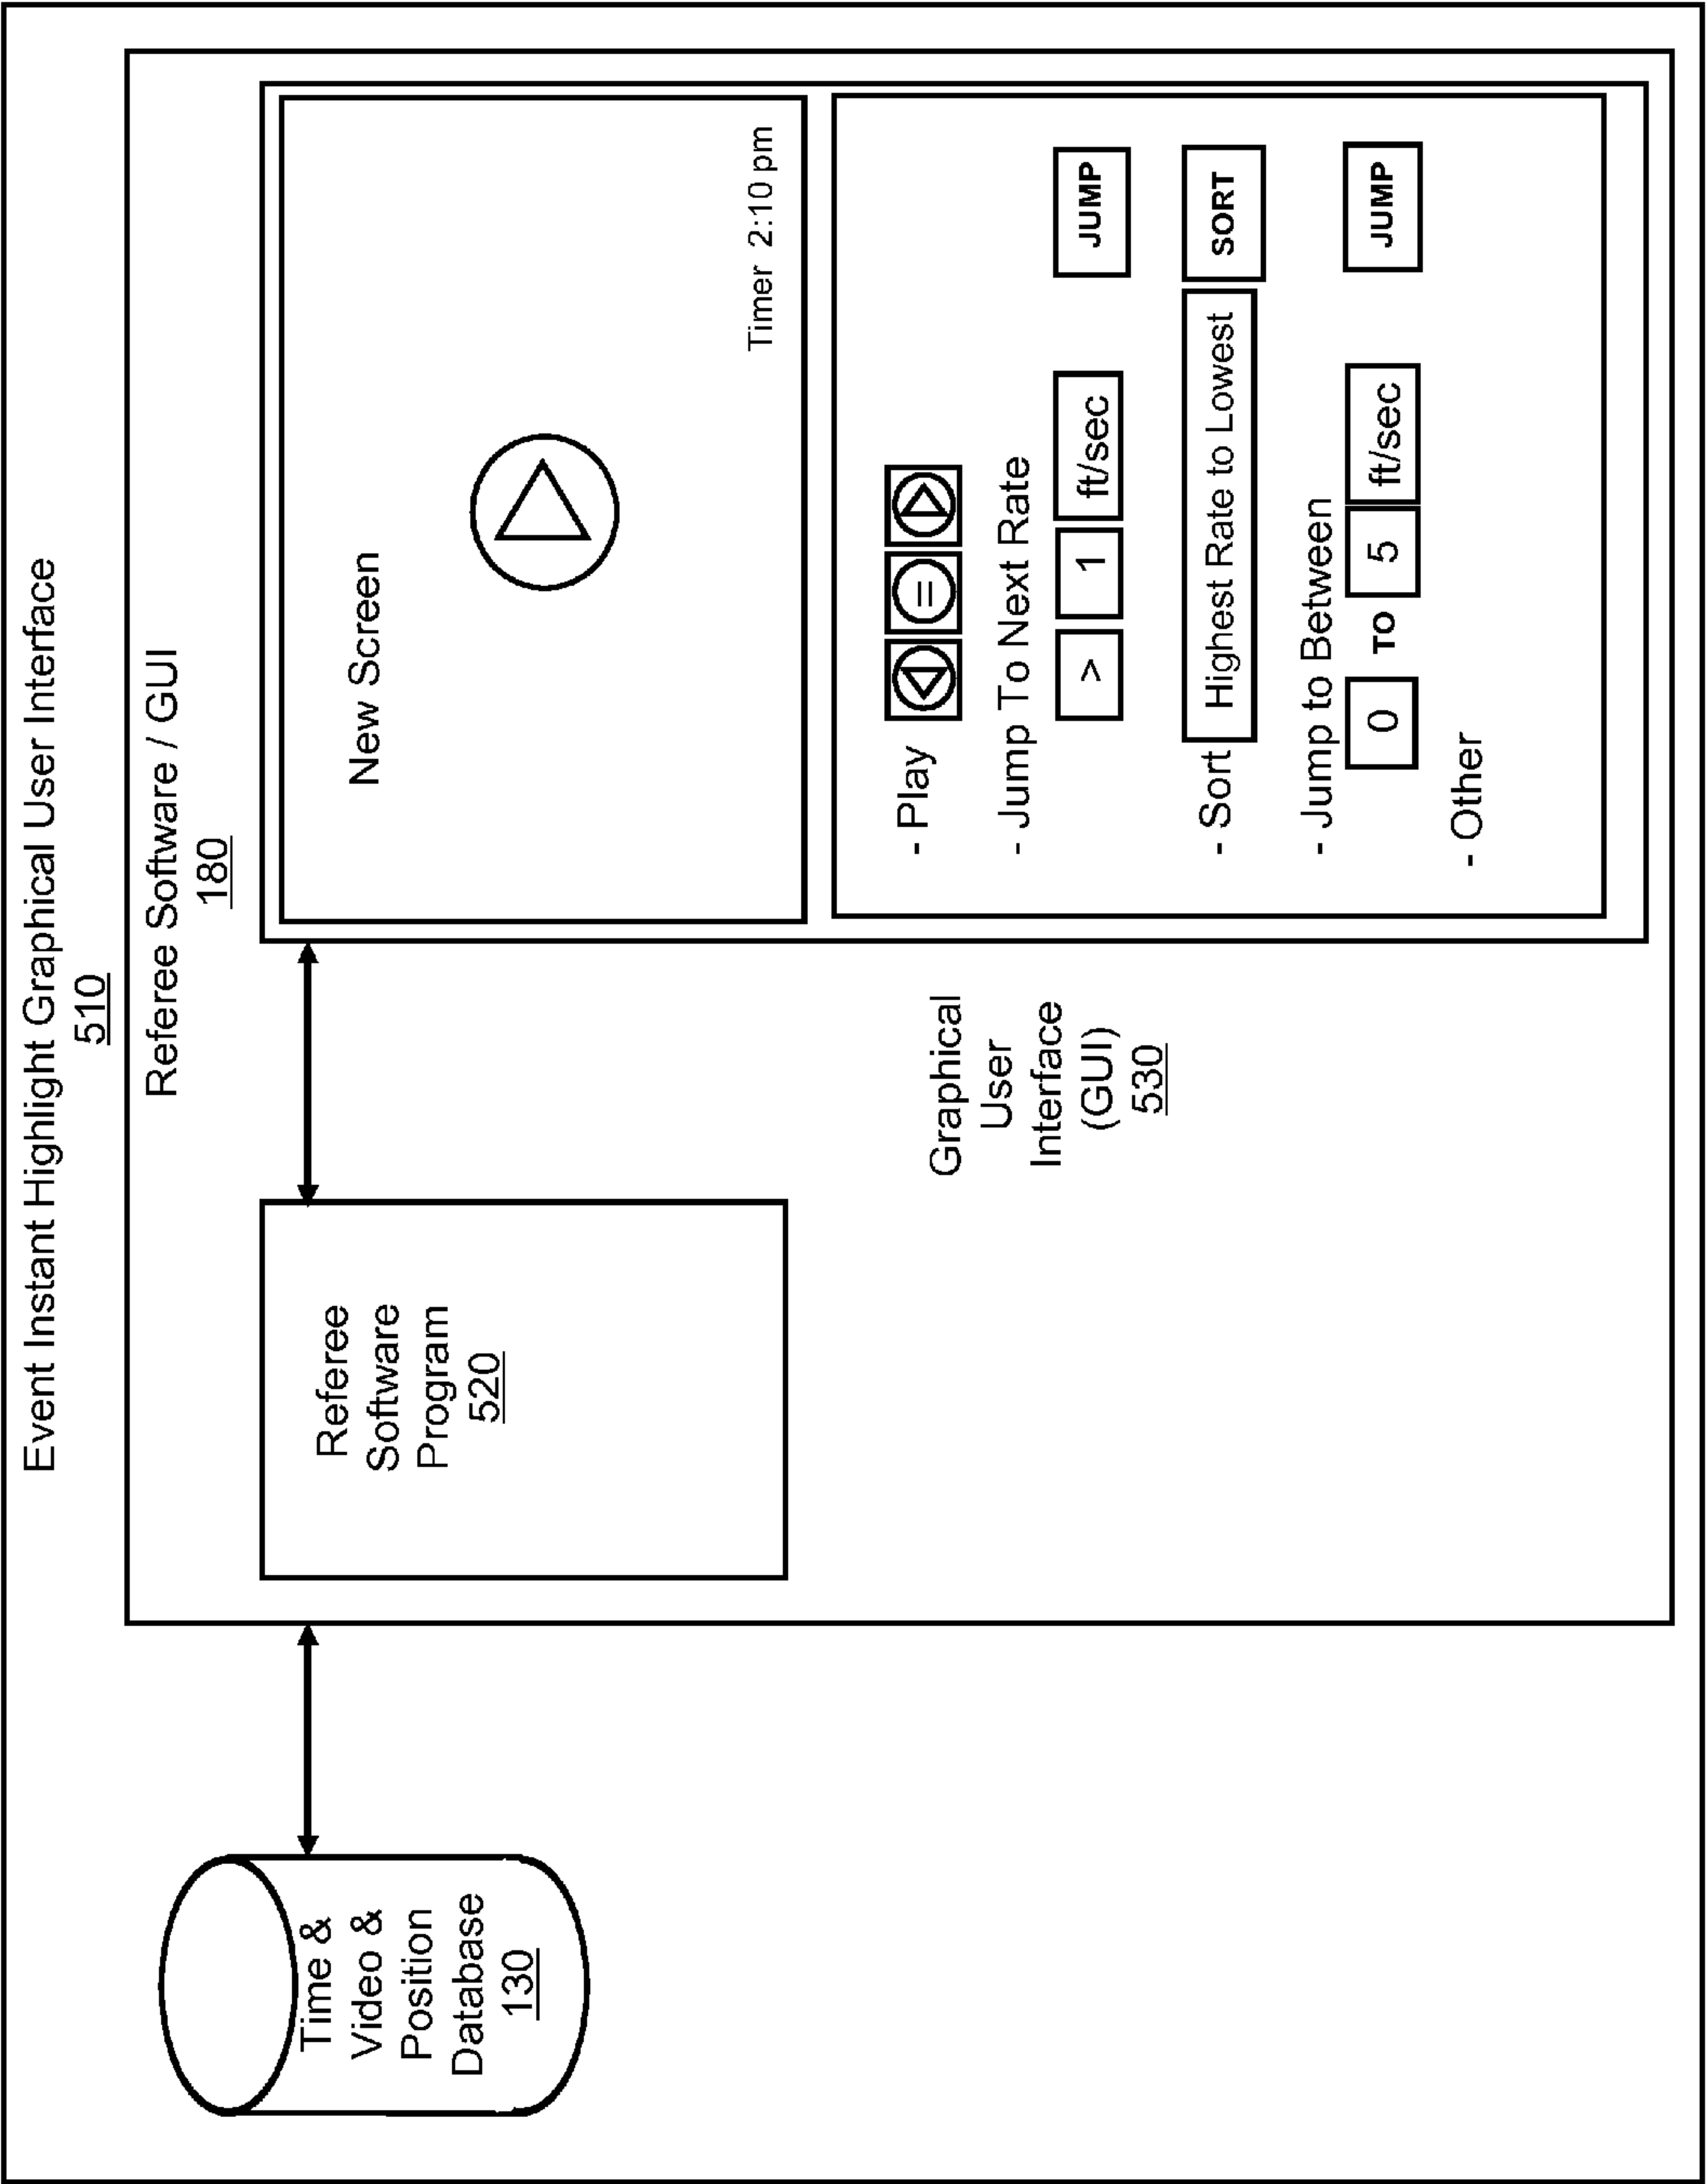 Event Instant Highlight Graphical User Interface
510
Referee Software / GUI
180
Time &
Video &
Position
Database
130
Referee
Software
Program
520
Graphical
User
Interface
(GUI)
530
New Screen
Timer 2:10 pm
- Play =
- Jump To Next Rate
> 1 ft/sec JUMP
- Sort Highest Rate to Lowest SORT
- Jump to Between
0 TO 5 ft/sec JUMP
- Other